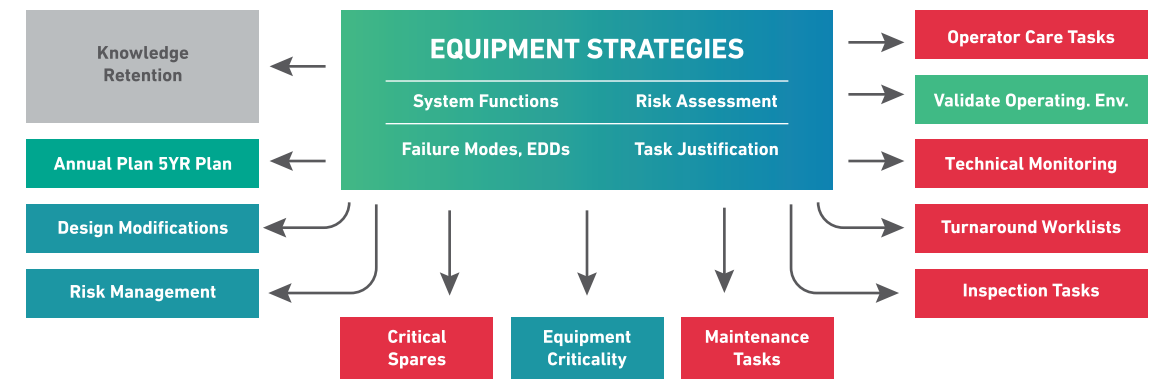 Knowledge
Retention
Annual Plan 5YR Plan
Design Modifications
Risk Management
EQUIPMENT STRATEGIES
System Functions
Risk Assessment
Failure Modes, EDDs
Task Justification
Critical
Spares
Equipment
Criticality
Maintenance
Tasks
Operator Care Tasks
Validate Operating. Env.
Technical Monitoring
Turnaround Worklists
Inspection Tasks